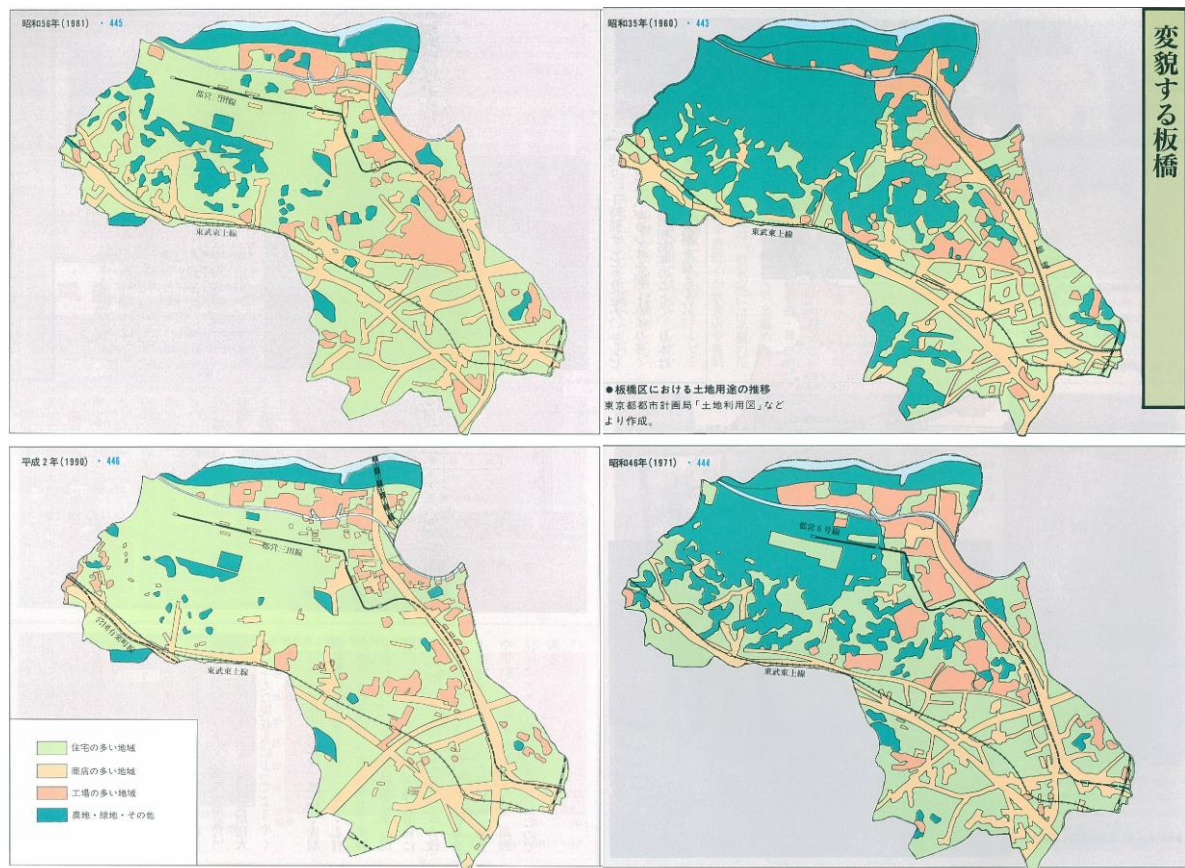 変貌する板橋
昭和35年(1960) ・ 443
東武東上線
●板橋区における土地用途の推移
東京都都市計画局「土地利用図」など
より作成。
昭和46年(1971) ・ 444
都営6号線
東武東上線
昭和56年(1981) ・ 445
都営三田線
東武東上線
平成2年(1990) ・ 446
都営三田線
営団有楽町線
東武東上線
住宅の多い地域
商店の多い地域
工場の多い地域
農地・緑地・その他